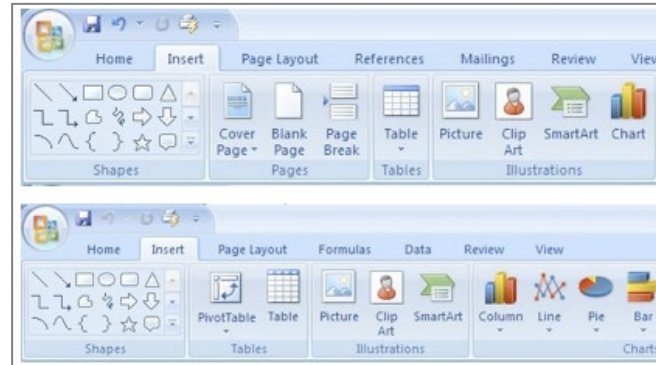 Home Insert Page Layout References Mailings Review View
Cover Page Blank Page Page Break Table Picture Clip Art SmartArt Chart
Shapes Pages Tables Illustrations
Home Insert Page Layout Formulas Data Review View
PivotTable Table Picture Clip Art SmartArt Column Line Pie Bar
Shapes Tables Illustrations Charts